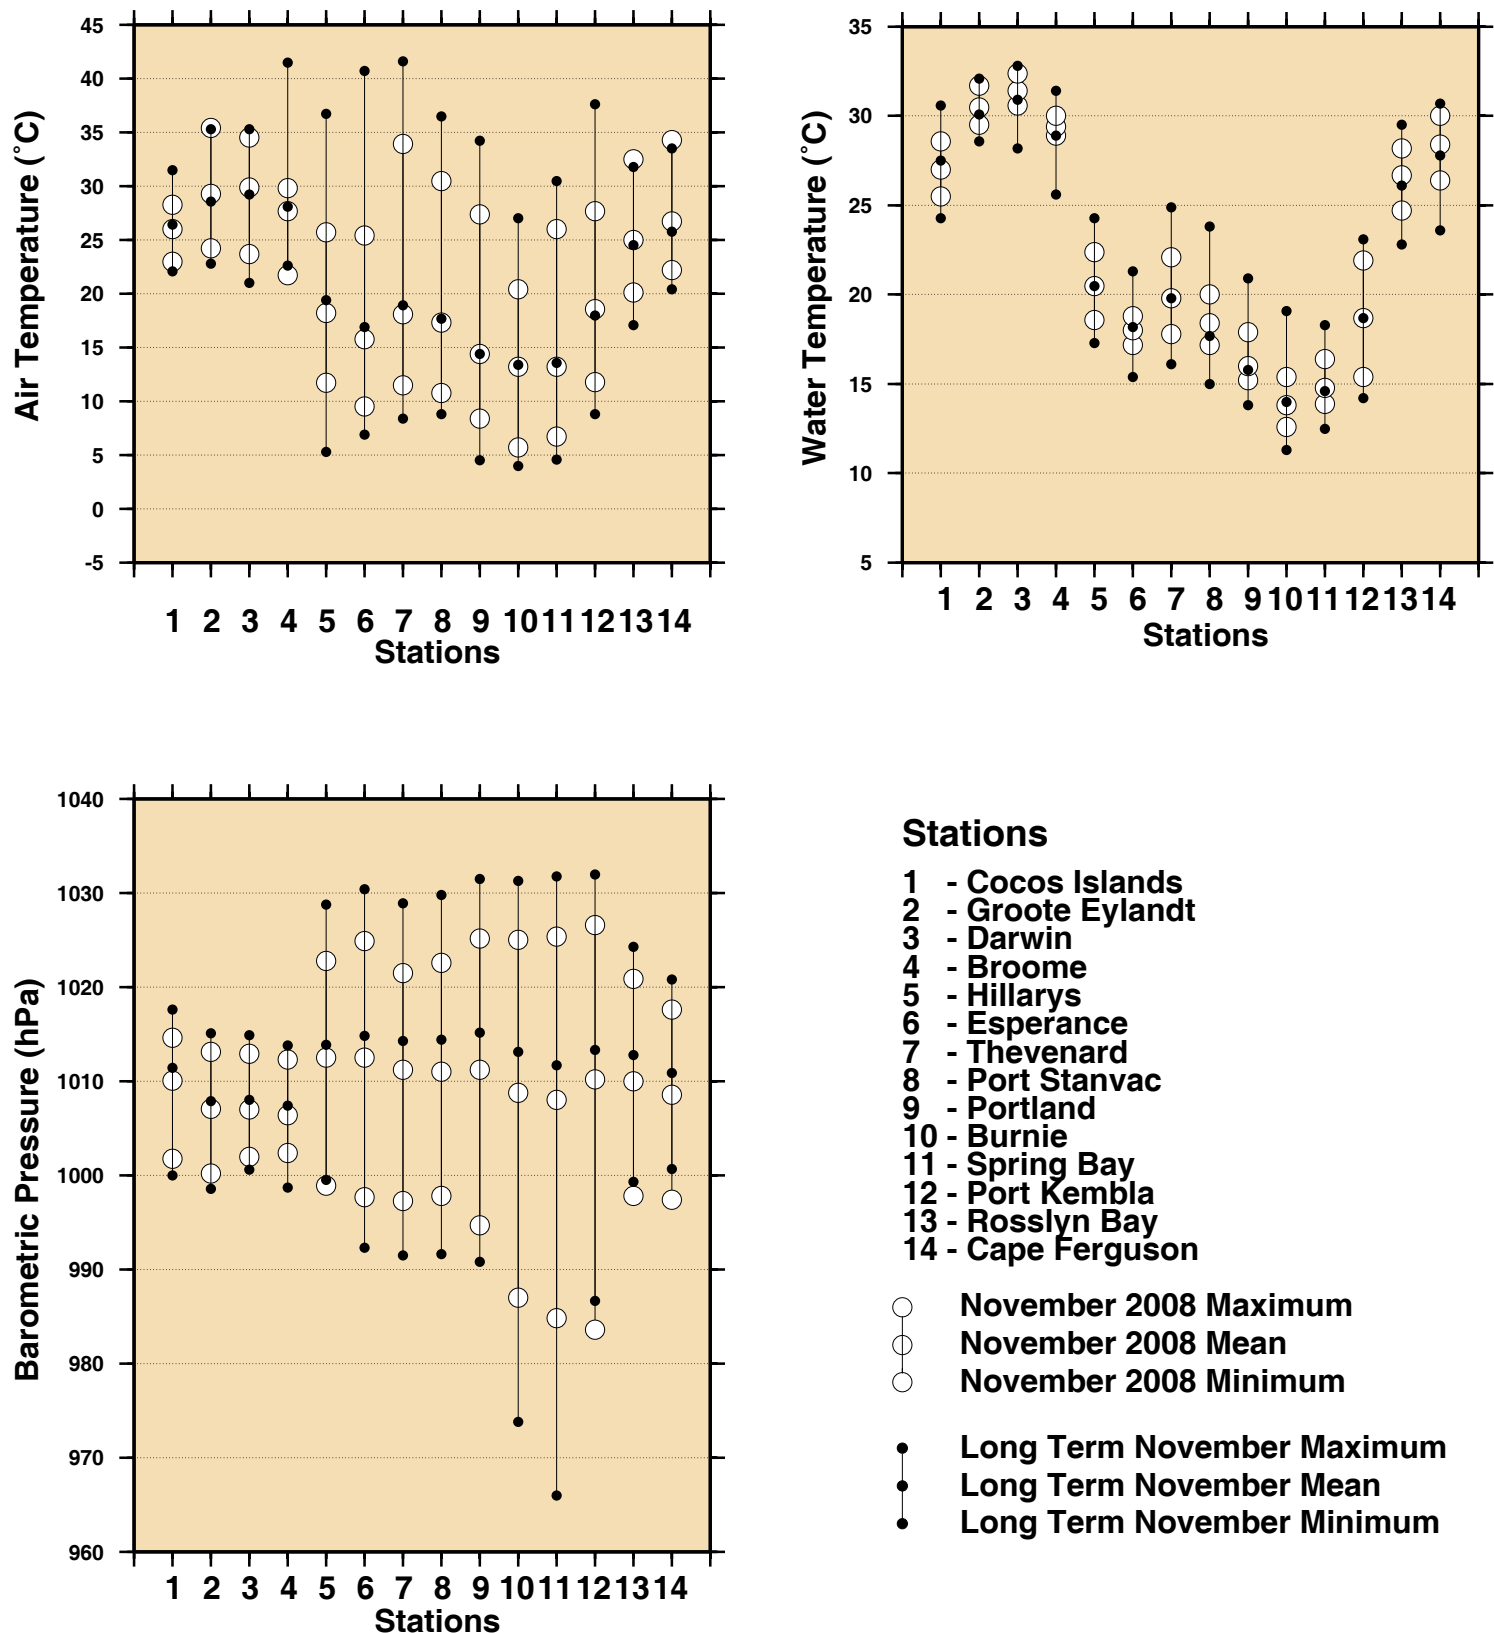 45
40
35
30
25
20
15
10
5
0
-5
Air Temperature (˚C)
1 2 3 4 5 6 7 8 9 10 11 12 13 14
Stations
35
30
25
20
15
10
5
Water Temperature (˚C)
1 2 3 4 5 6 7 8 9 10 11 12 13 14
Stations
1040
1030
1020
1010
1000
990
980
970
960
Barometric Pressure (hPa)
1 2 3 4 5 6 7 8 9 10 11 12 13 14
Stations
Stations
1 - Cocos Islands
2 - Groote Eylandt
3 - Darwin
4 - Broome
5 - Hillarys
6 - Esperance
7 - Thevenard
8 - Port Stanvac
9 - Portland
10 - Burnie
11 - Spring Bay
12 - Port Kembla
13 - Rosslyn Bay
14 - Cape Ferguson
November 2008 Maximum
November 2008 Mean
November 2008 Minimum
Long Term November Maximum
Long Term November Mean
Long Term November Minimum